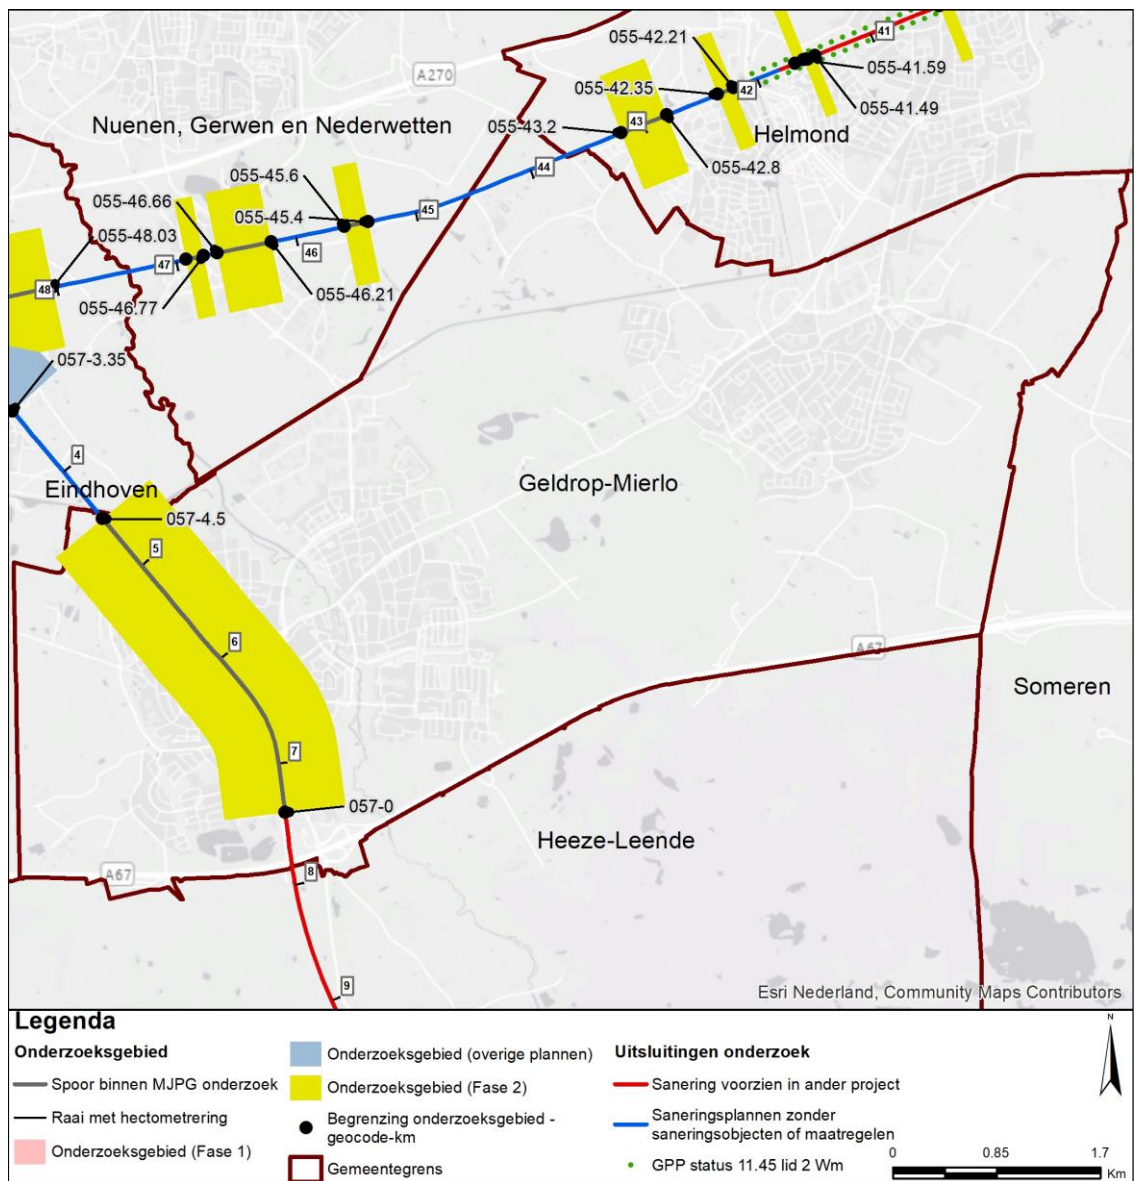 41
055-42.21
055-41.59
A270
055-42.35
42
055-41.49
Nuenen, Gerwen en Nederwetten
055-43.2
43
Helmond
44
055-42.8
055-45.6
055-46.66
055-45.4
45
055-48.03
46
47
48
055-46.77
055-46.21
057-3.35
4
Eindhoven
Geldrop-Mierlo
057-4.5
5
6
A67
Someren
7
057-0
Heeze-Leende
A67
8
9
Esri Nederland, Community Maps Contributors
Legenda
Onderzoeksgebied
Spoor binnen MJPG onderzoek
Raai met hectometrering
Onderzoeksgebied (Fase 1)
Onderzoeksgebied (overige plannen)
Onderzoeksgebied (Fase 2)
Begrenzing onderzoeksgebied -
geocode-km
Gemeentegrens
Uitsluitingen onderzoek
Sanering voorzien in ander project
Saneringsplannen zonder
saneringsobjecten of maatregelen
GPP status 11.45 lid 2 Wm
N
0 0.85 1.7
Km